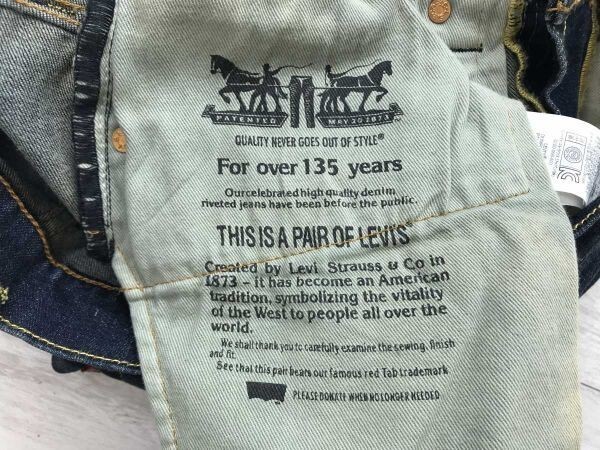 PATENTED MAY 20 1873
QUALITY NEVER GOES OUT OF STYLE®
For over 135 years
Our celebrated high quality denim
riveted jeans have been before the public.
THIS IS A PAIR OF LEVI'S®
Created by Levi Strauss & Co in
1873 - it has become an American
tradition, symbolizing the vitality
of the West to people all over the
world.
We shall thank you to carefully examine the sewing, finish
and fit.
See that this pair bears our famous red Tab trademark
PLEASE DONATE WHEN NO LONGER NEEDED